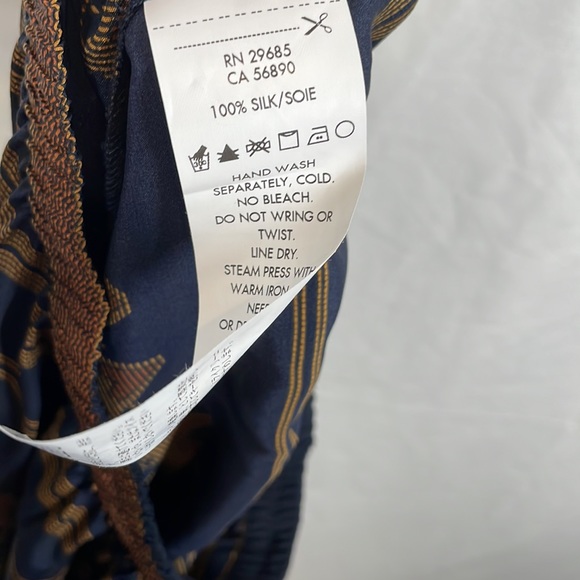 RN 29685
CA 56890
100% SILK/SOIE
HAND WASH
SEPARATELY, COLD.
NO BLEACH.
DO NOT WRING OR
TWIST.
LINE DRY.
STEAM PRESS WITH
WARM IRON
OR